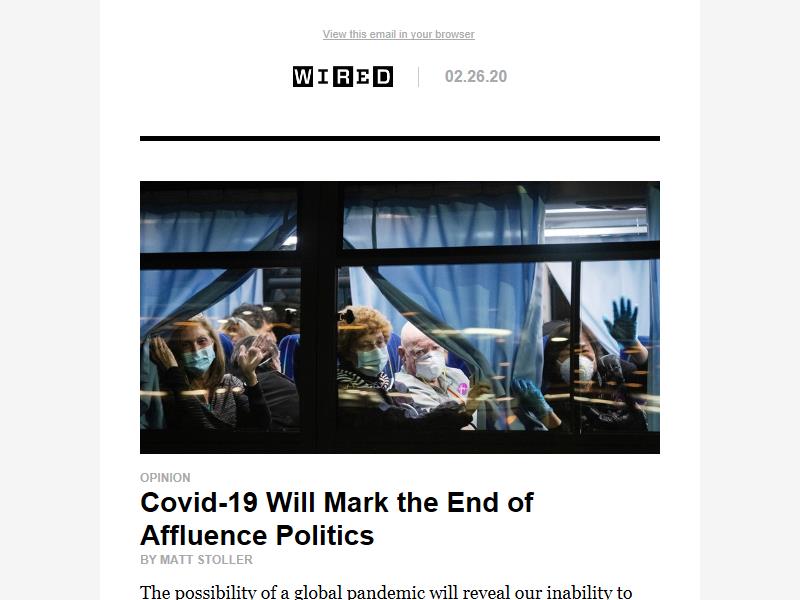 View this email in your browser
WIRED
02.26.20
OPINION
Covid-19 Will Mark the End of
Affluence Politics
BY MATT STOLLER
The possibility of a global pandemic will reveal our inability to